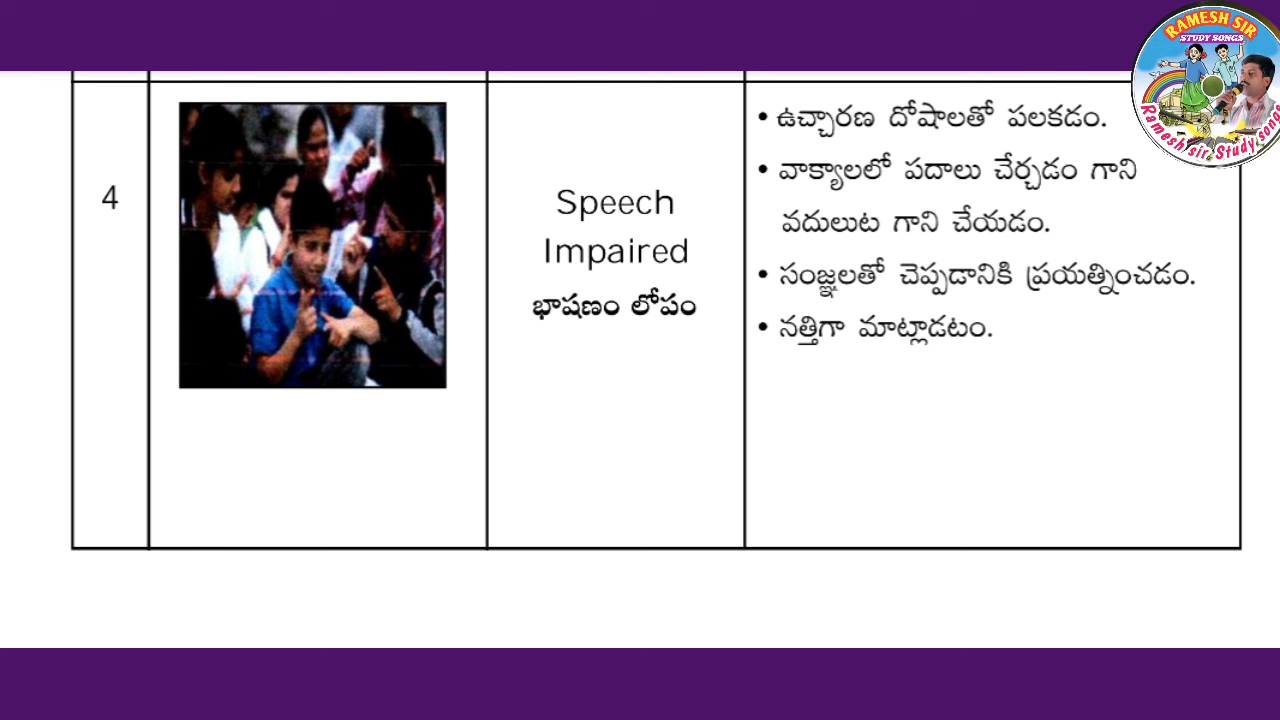 RAMESH SIR
STUDY SONGS
Ramesh sir Study songs
4
Speech
Impaired
భాషణం లోపం
• ఉచ్చారణ దోషాలతో పలకడం.
• వాక్యాలలో పదాలు చేర్చడం గాని
వదులుట గాని చేయడం.
• సంజ్ఞలతో చెప్పడానికి ప్రయత్నించడం.
• నత్తిగా మాట్లాడటం.